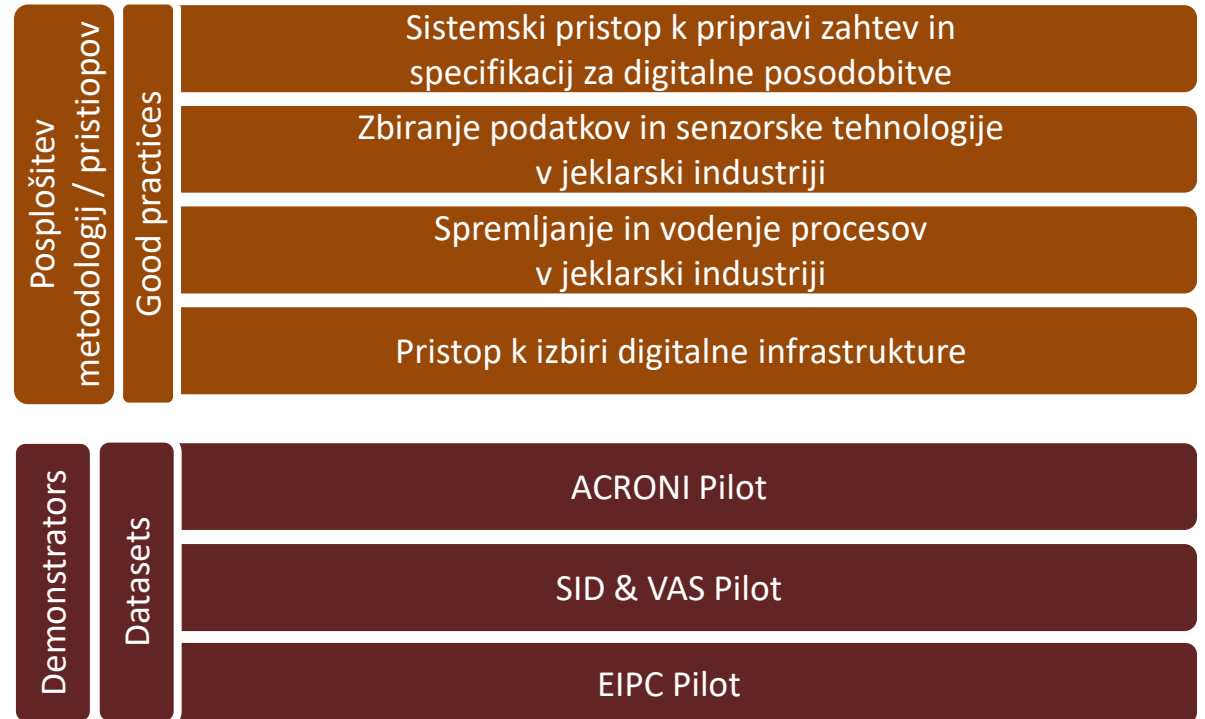 Posplošitev
metodologij / pristiopov
Good practices
Sistemski pristop k pripravi zahtev in
specifikacij za digitalne posodobitve
Zbiranje podatkov in senzorske tehnologije
v jeklarski industriji
Spremljanje in vodenje procesov
v jeklarski industriji
Pristop k izbiri digitalne infrastrukture
Demonstrators
Datasets
ACRONI Pilot
SID & VAS Pilot
EIPC Pilot